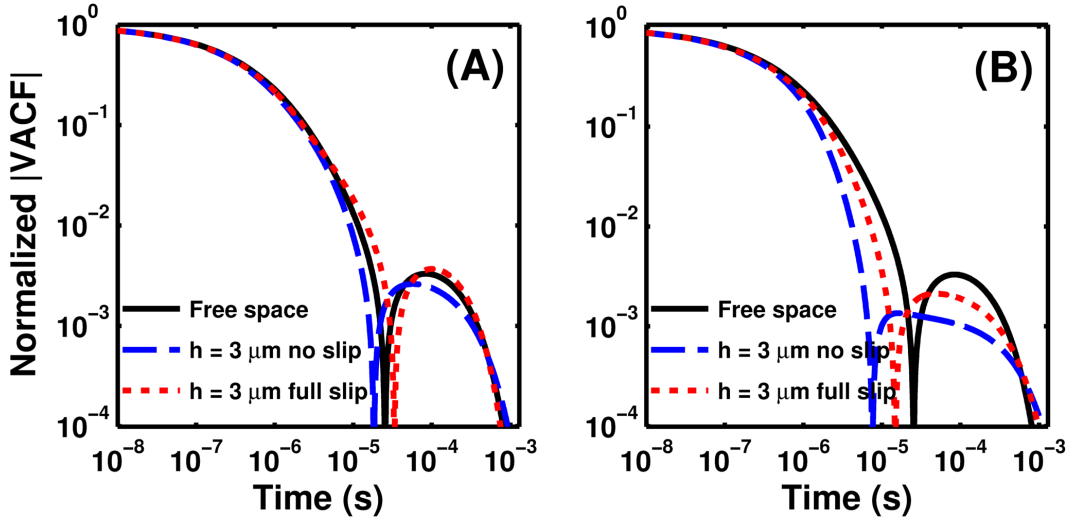 Normalized |VACF|
10^0
10^−1
10^−2
10^−3
10^−4
(A)
Free space
h = 3 μm no slip
h = 3 μm full slip
10^−8
10^−7
10^−6
10^−5
10^−4
10^−3
Time (s)
10^0
10^−1
10^−2
10^−3
10^−4
(B)
Free space
h = 3 μm no slip
h = 3 μm full slip
10^−8
10^−7
10^−6
10^−5
10^−4
10^−3
Time (s)